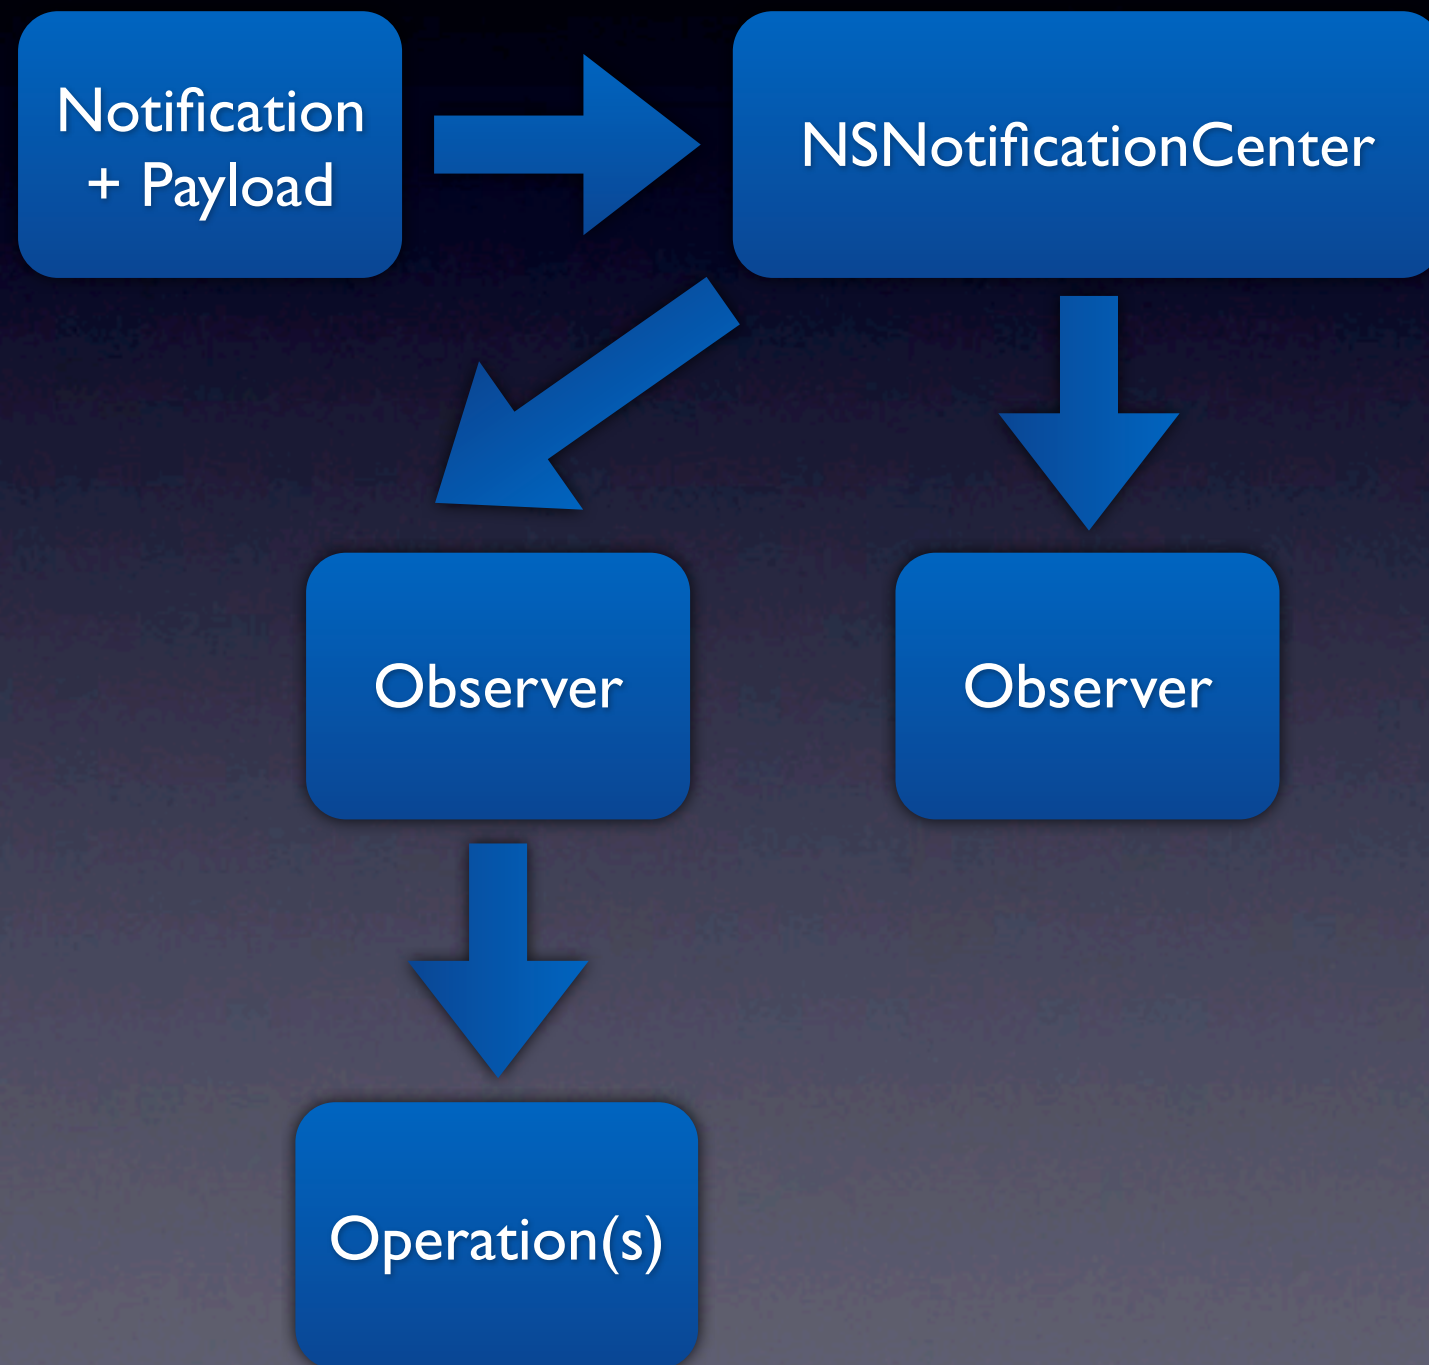 Notification
+ Payload
NSNotificationCenter
Observer
Observer
Operation(s)